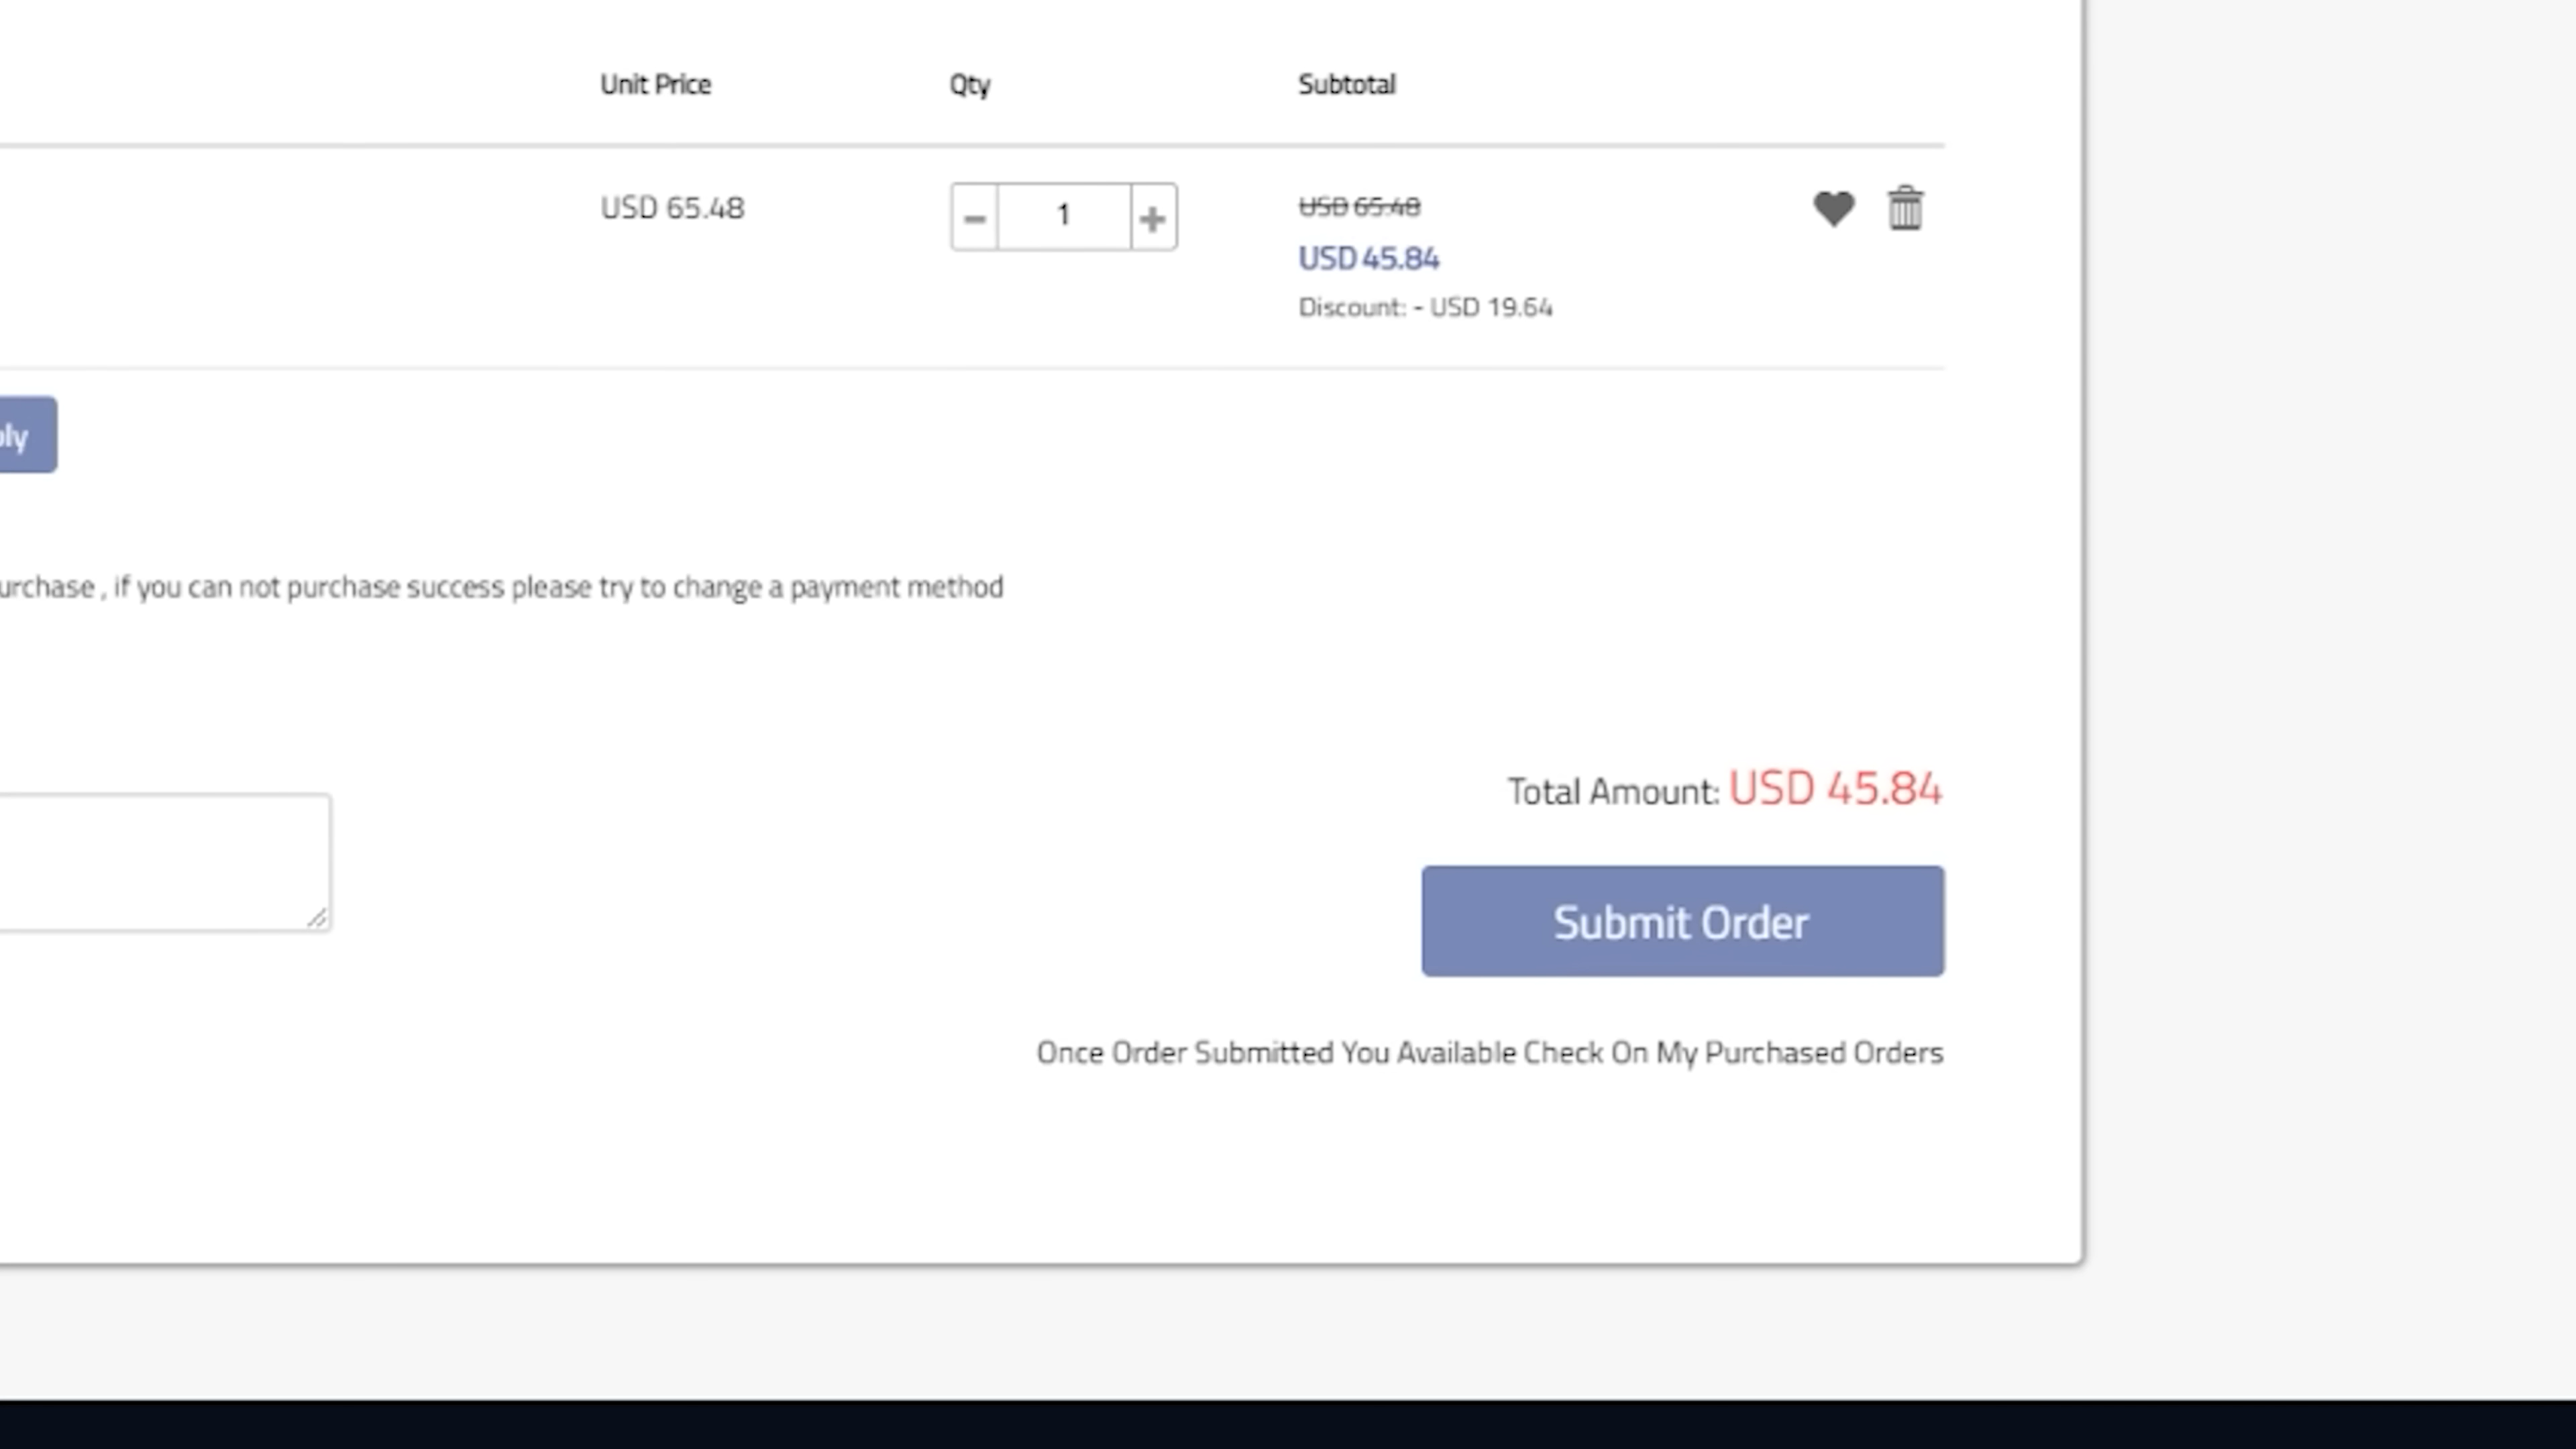 Unit Price Qty Subtotal
USD 65.48 1 USD 65.48
USD 45.84
Discount: - USD 19.64
urchase , if you can not purchase success please try to change a payment method
Total Amount: USD 45.84
Submit Order
Once Order Submitted You Available Check On My Purchased Orders